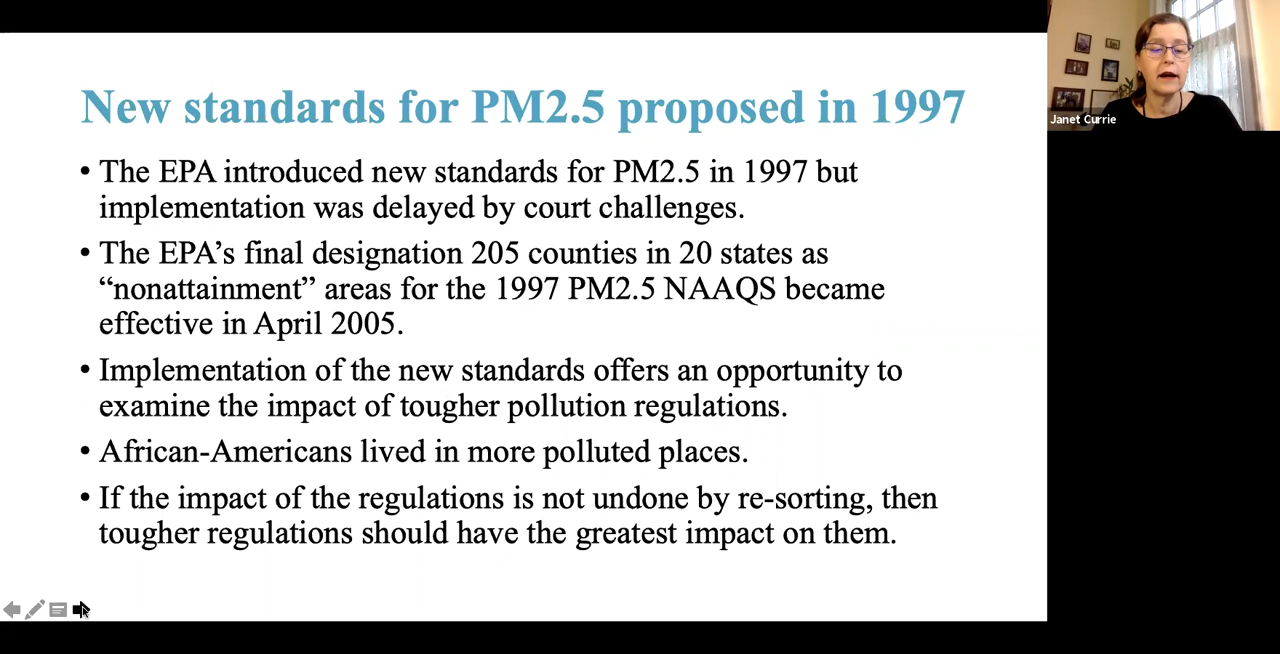 New standards for PM2.5 proposed in 1997
• The EPA introduced new standards for PM2.5 in 1997 but
implementation was delayed by court challenges.
• The EPA’s final designation 205 counties in 20 states as
“nonattainment” areas for the 1997 PM2.5 NAAQS became
effective in April 2005.
• Implementation of the new standards offers an opportunity to
examine the impact of tougher pollution regulations.
• African-Americans lived in more polluted places.
• If the impact of the regulations is not undone by re-sorting, then
tougher regulations should have the greatest impact on them.
Janet Currie